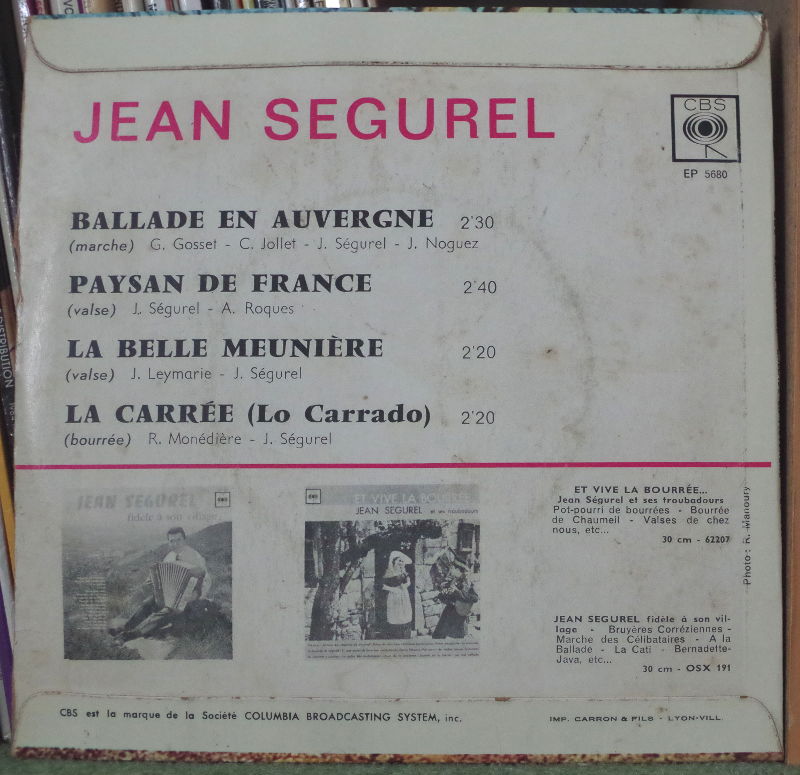 JEAN SEGUREL
CBS
EP 5680
BALLADE EN AUVERGNE 2'30
(marche) G. Gosset - C. Jollet - J. Ségurel - J. Noguez
PAYSAN DE FRANCE 2'40
(valse) J. Ségurel - A. Roques
LA BELLE MEUNIÈRE 2'20
(valse) J. Leymarie - J. Ségurel
LA CARRÉE (Lo Carrado) 2'20
(bourrée) R. Monédière - J. Ségurel
JEAN SEGUREL
fidèle à son village
ET VIVE LA BOURRÉE
JEAN SEGUREL et ses troubadours
ET VIVE LA BOURRÉE...
Jean Ségurel et ses troubadours
Pot-pourri de bourrées - Bourrée
de Chaumeil - Valses de chez
nous, etc...
30 cm - 62207
Photo : R. Manoury
JEAN SEGUREL fidèle à son vil-
lage - Bruyères Corréziennes -
Marche des Célibataires - A la
Ballade - La Cati - Bernadette-
Java, etc...
30 cm - OSX 191
CBS est la marque de la Société COLUMBIA BROADCASTING SYSTEM, inc.
IMP. CARRON & FILS - LYON-VILL.
DISTRIBUTION